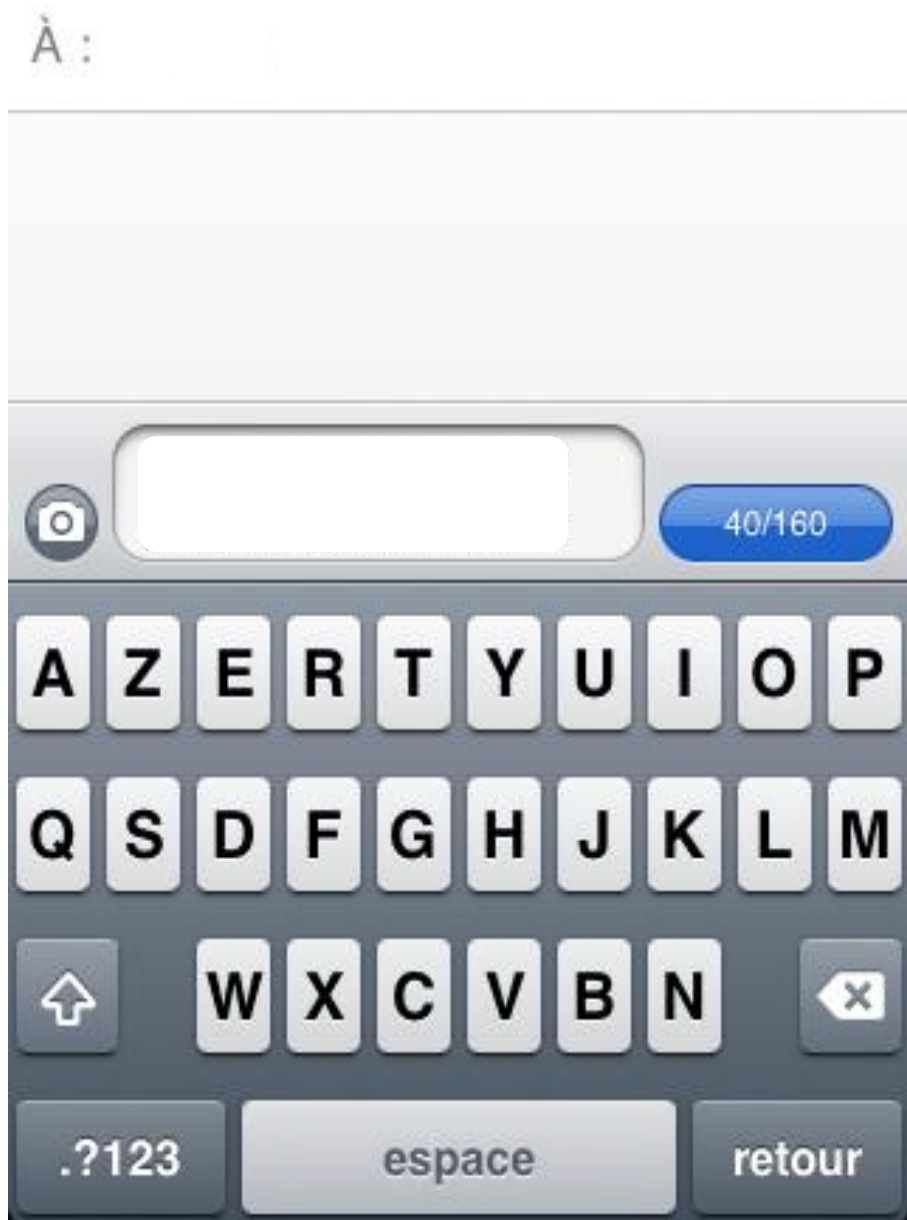 À :
40/160
A Z E R T Y U I O P
Q S D F G H J K L M
W X C V B N
.?123 espace retour